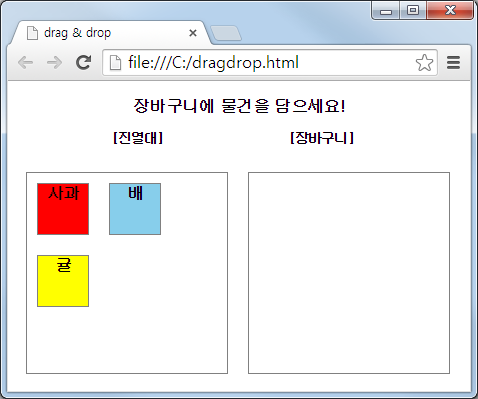 drag & drop
file:///C:/dragdrop.html
장바구니에 물건을 담으세요!
[진열대] [장바구니]
사과 배
귤